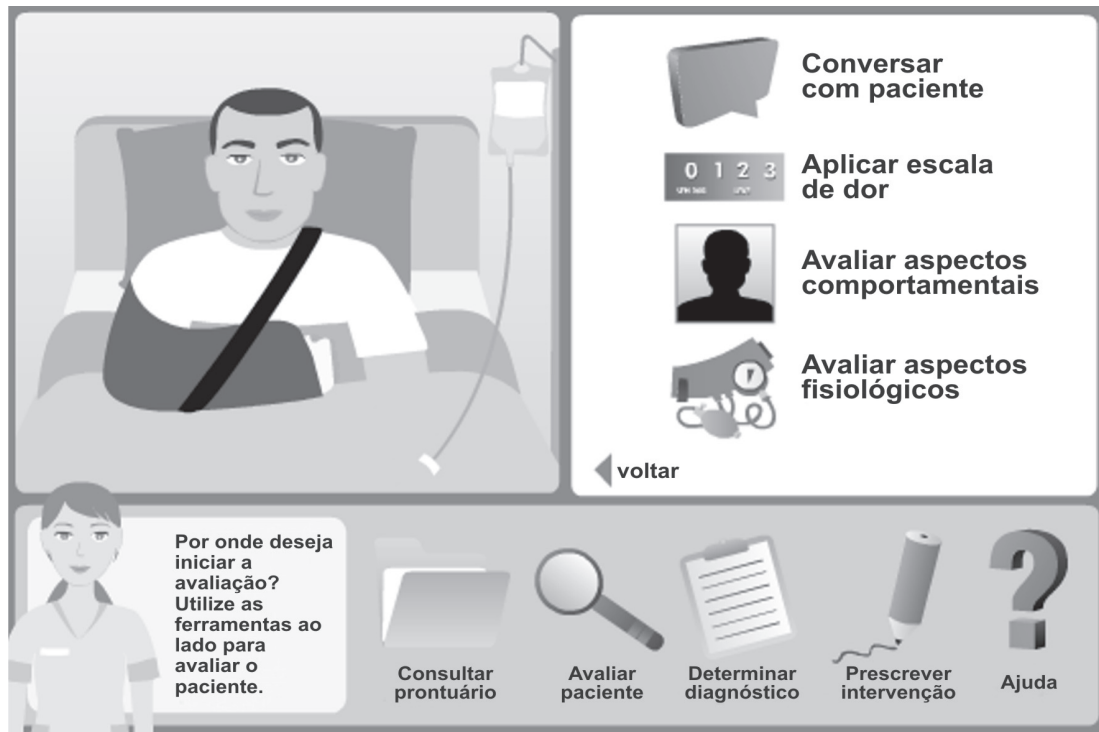 Conversar
com paciente
0 1 2 3
Aplicar escala
de dor
Avaliar aspectos
comportamentais
Avaliar aspectos
fisiológicos
voltar
Por onde deseja
iniciar a
avaliação?
Utilize as
ferramentas ao
lado para
avaliar o
paciente.
Consultar
prontuário
Avaliar
paciente
Determinar
diagnóstico
Prescrever
intervenção
Ajuda